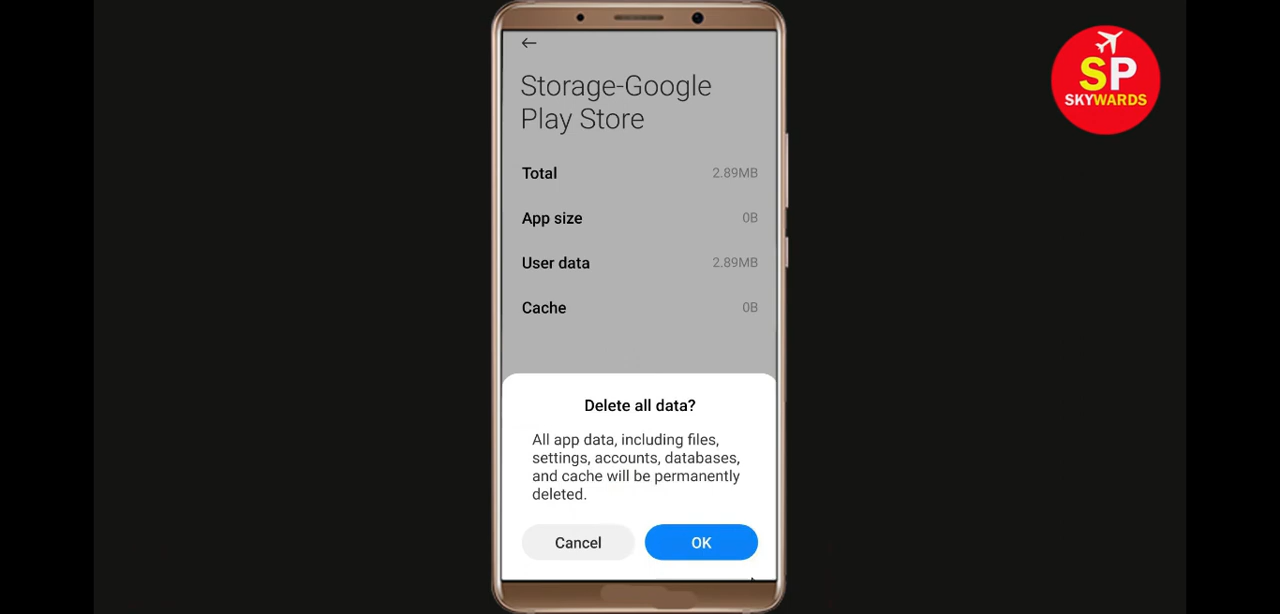 ←
Storage-Google
Play Store
Total 2.89MB
App size 0B
User data 2.89MB
Cache 0B
Delete all data?
All app data, including files,
settings, accounts, databases,
and cache will be permanently
deleted.
Cancel OK
SP
SKYWARDS